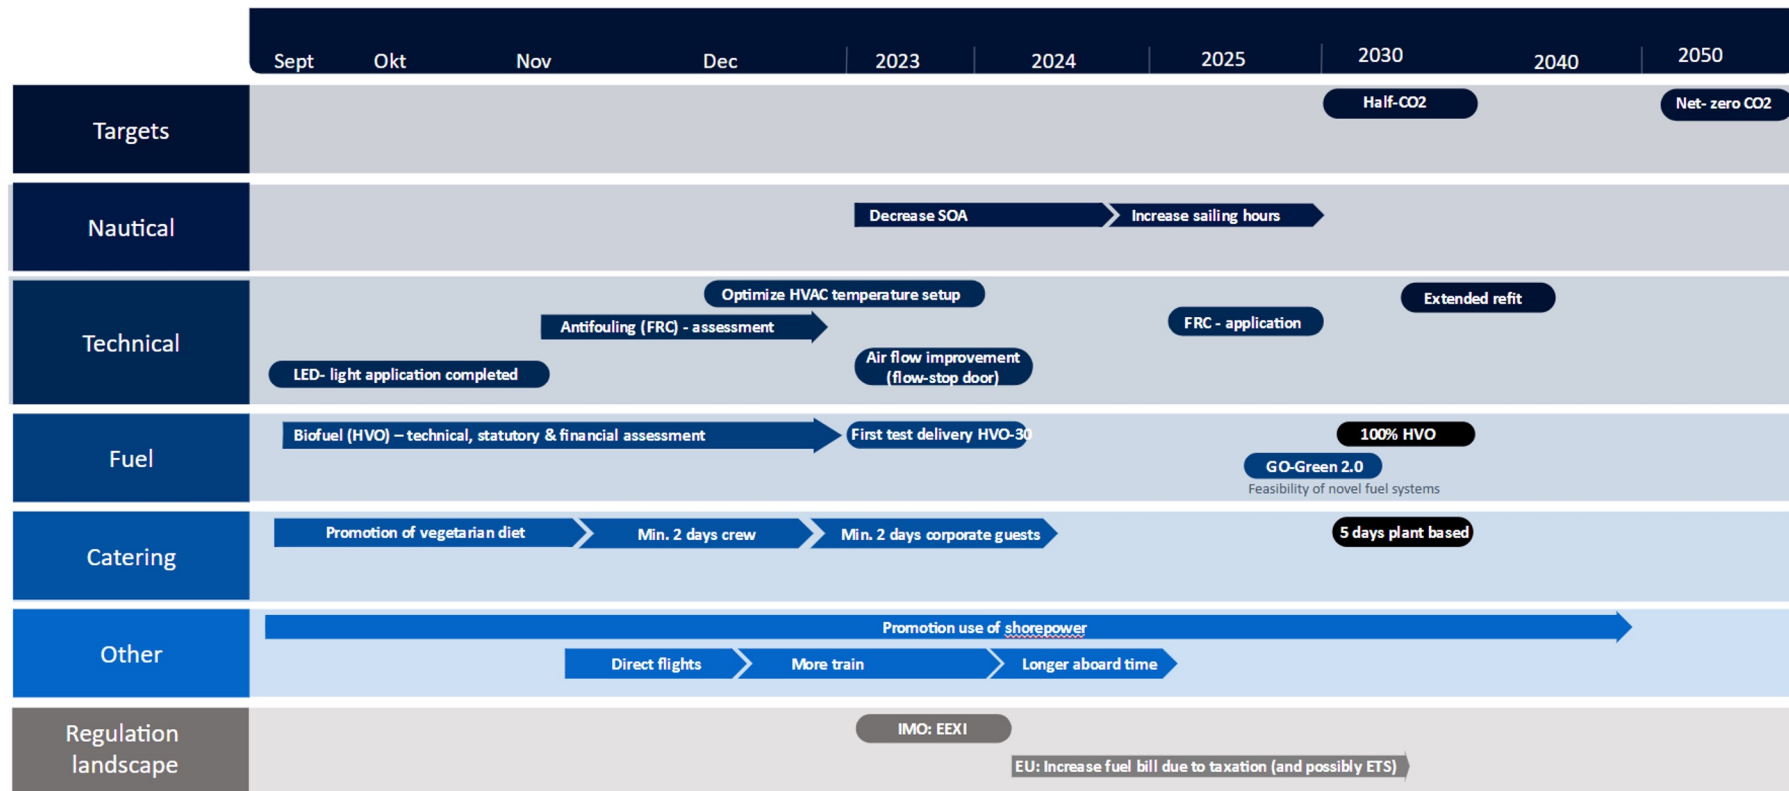 Sept Okt Nov Dec 2023 2024 2025 2030 2040 2050
Targets
Half-CO2
Net- zero CO2
Nautical
Decrease SOA
Increase sailing hours
Technical
Optimize HVAC temperature setup
Extended refit
Antifouling (FRC) - assessment
FRC - application
Air flow improvement
(flow-stop door)
LED- light application completed
Fuel
Biofuel (HVO) – technical, statutory & financial assessment
First test delivery HVO-30
100% HVO
GO-Green 2.0
Feasibility of novel fuel systems
Catering
Promotion of vegetarian diet
Min. 2 days crew
Min. 2 days corporate guests
5 days plant based
Other
Promotion use of shorepower
Direct flights
More train
Longer aboard time
Regulation
landscape
IMO: EEXI
EU: Increase fuel bill due to taxation (and possibly ETS)